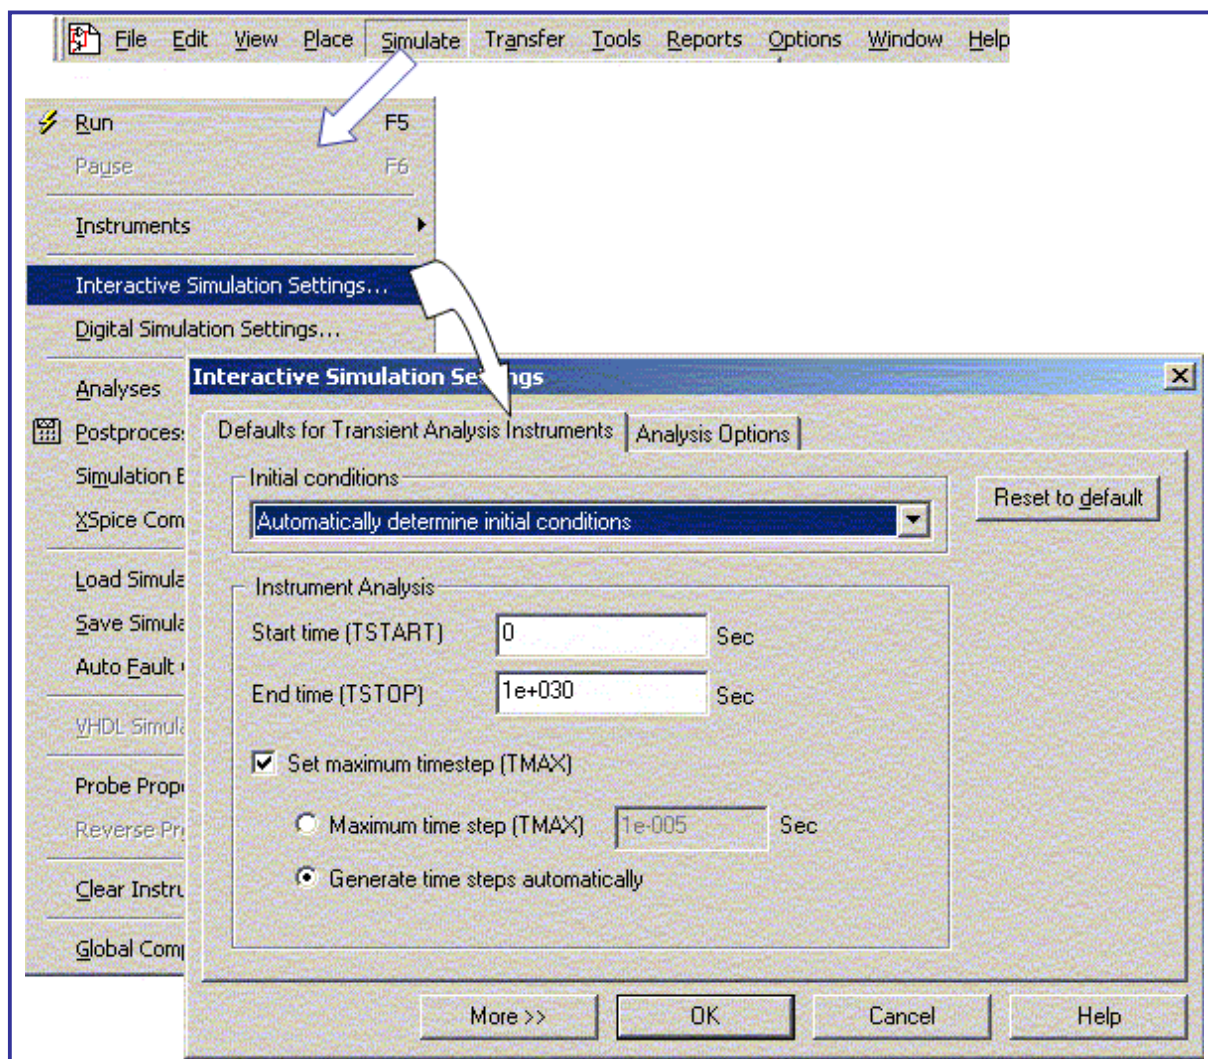 File Edit View Place Simulate Transfer Tools Reports Options Window Help
Run F5
Pause F6
Instruments
Interactive Simulation Settings...
Digital Simulation Settings...
Analyses
Postproces
Simulation
XSpice Com
Load Simula
Save Simula
Auto Fault
VHDL Simula
Probe Prop
Reverse Pr
Clear Instru
Global Comp
Interactive Simulation Se ngs
Defaults for Transient Analysis Instruments Analysis Options
Initial conditions
Automatically determine initial conditions
Reset to default
Instrument Analysis
Start time (TSTART) 0 Sec
End time (TSTOP) 1e+030 Sec
Set maximum timestep (TMAX)
Maximum time step (TMAX) 1e-005 Sec
Generate time steps automatically
More >> OK Cancel Help